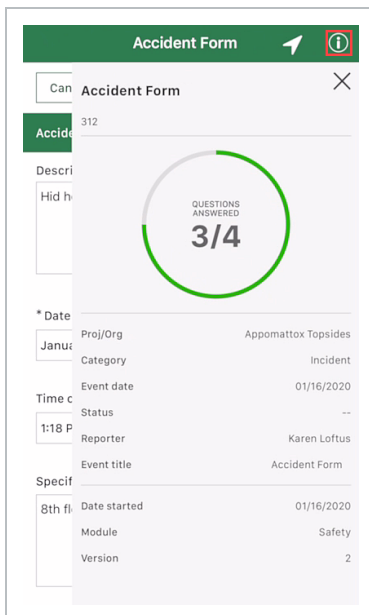 Accident Form
Can
Accident Form
312
Accide
Descri
Hid h
QUESTIONS
ANSWERED
3/4
* Date
Janua
Proj/Org Appomattox Topsides
Category Incident
Event date 01/16/2020
Time o
Status --
1:18 P
Reporter Karen Loftus
Event title Accident Form
Specif
8th fl
Date started 01/16/2020
Module Safety
Version 2